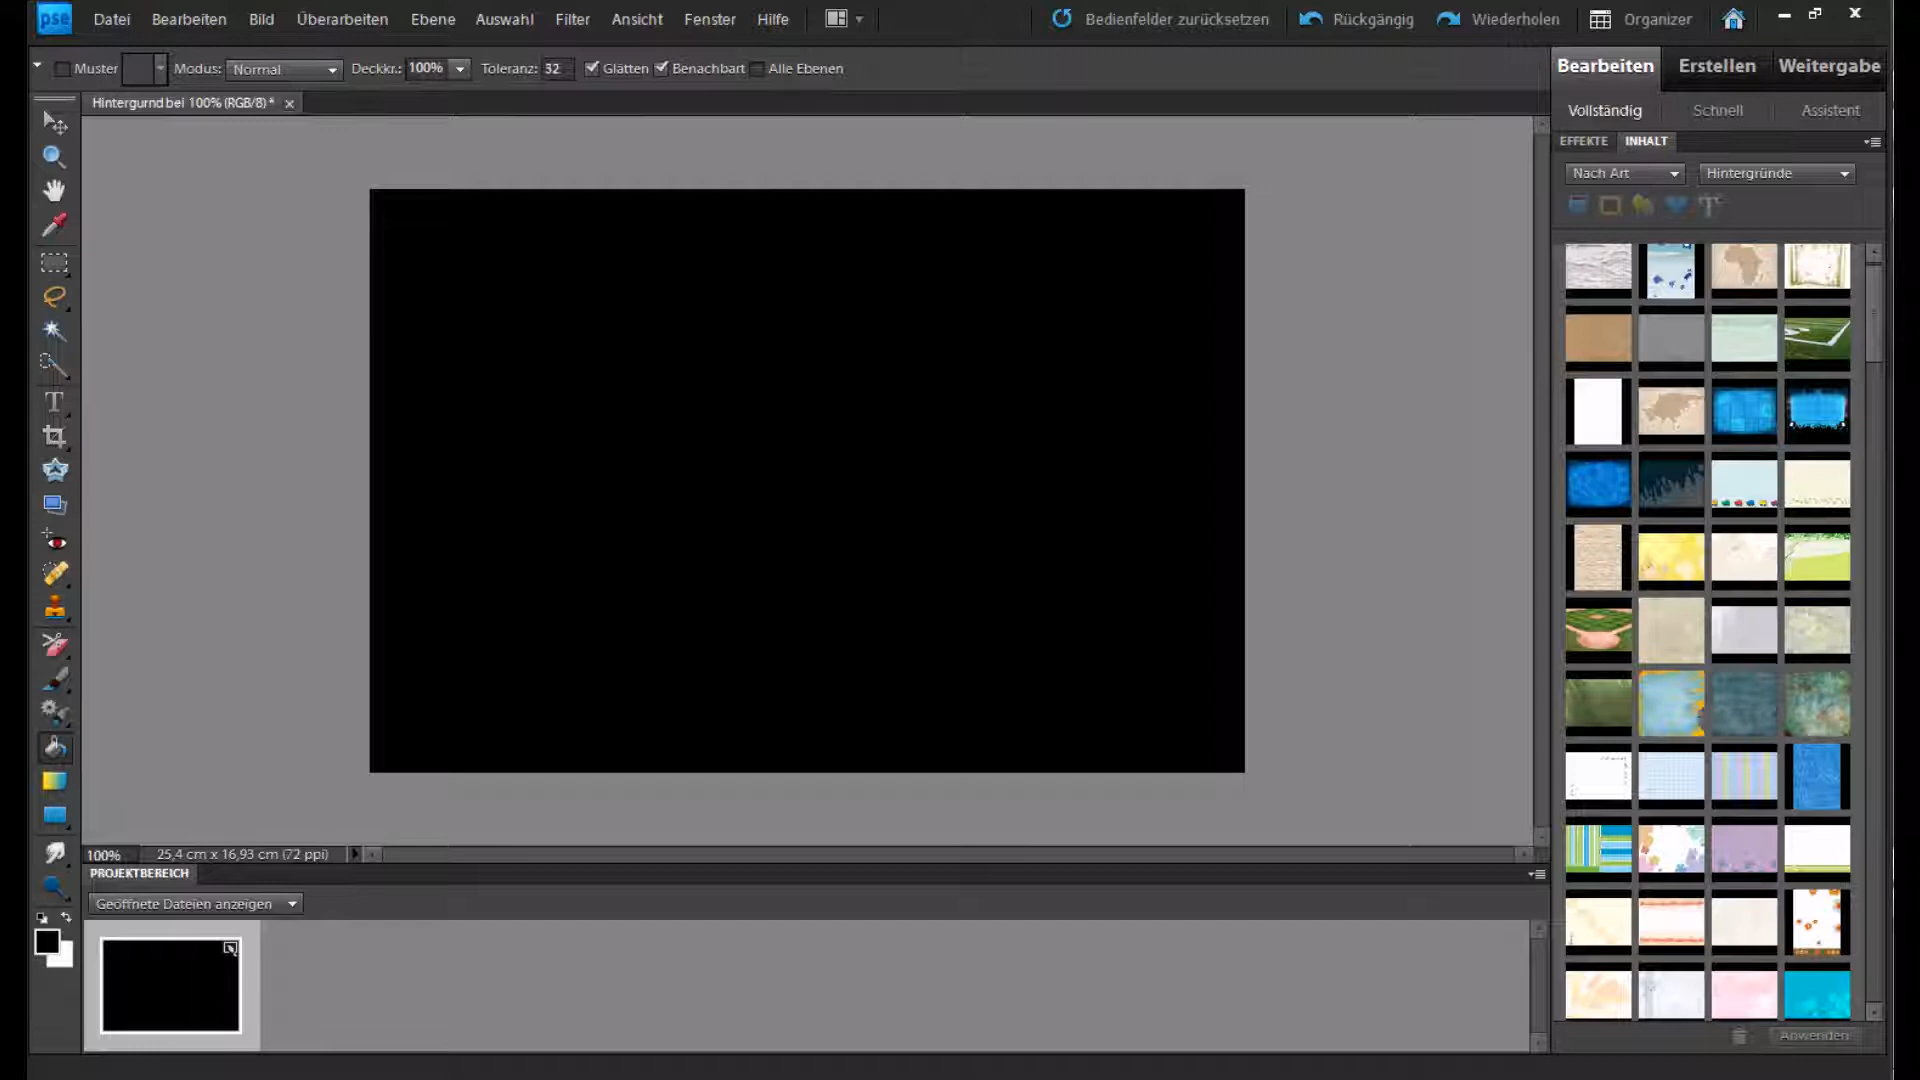 pse Datei Bearbeiten Bild Überarbeiten Ebene Auswahl Filter Ansicht Fenster Hilfe Bedienfelder zurücksetzen Rückgängig Wiederholen Organizer
Muster Modus: Normal Deckkr.: 100% Toleranz: 32 Glätten Benachbart Alle Ebenen
Bearbeiten Erstellen Weitergabe
Hintergurnd bei 100% (RGB/8) *
Vollständig Schnell Assistent
EFFEKTE INHALT
Nach Art Hintergründe
100% 25,4 cm x 16,93 cm (72 ppi)
PROJEKTBEREICH
Geöffnete Dateien anzeigen
Anwenden